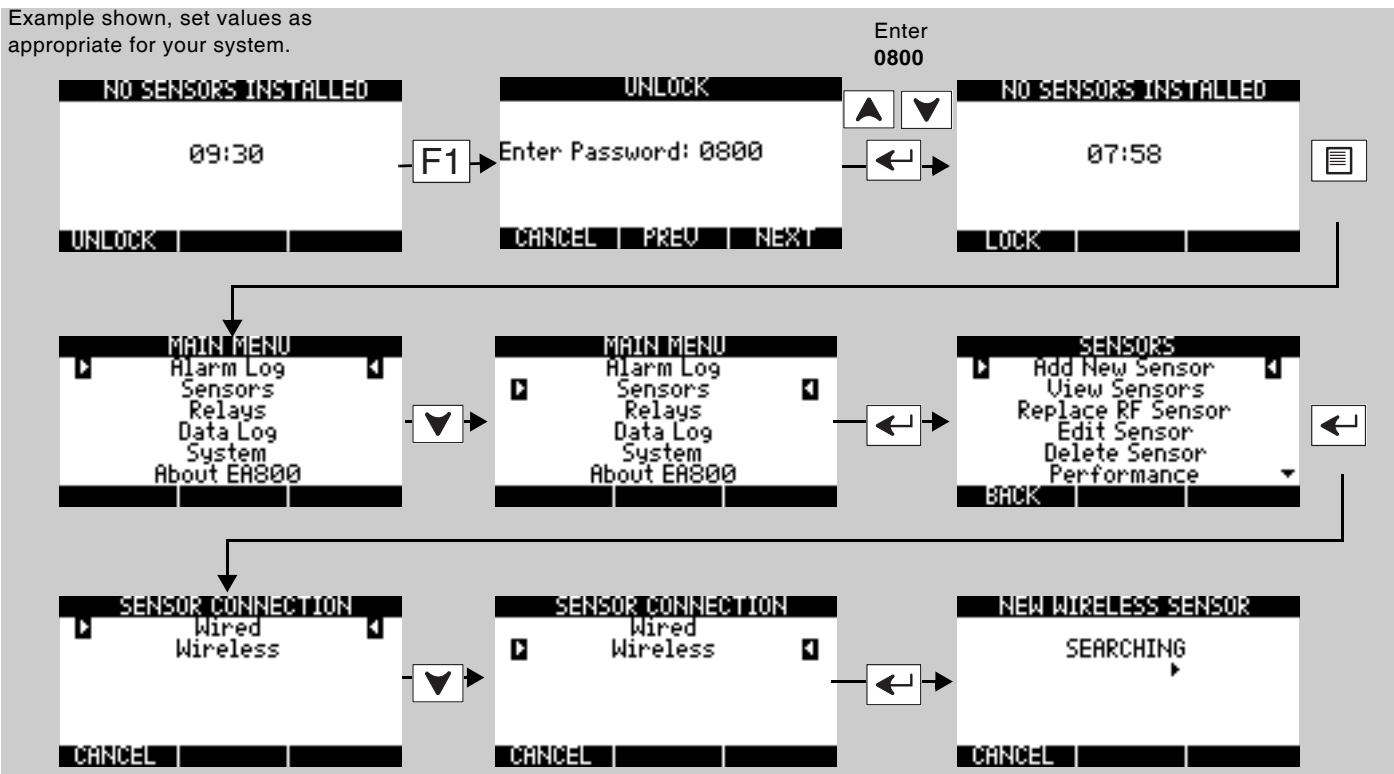 Example shown, set values as
appropriate for your system.
Enter
0800
NO SENSORS INSTALLED
09:30
UNLOCK
F1
UNLOCK
Enter Password: 0800
CANCEL | PREV | NEXT
NO SENSORS INSTALLED
07:58
LOCK
MAIN MENU
Alarm Log
Sensors
Relays
Data Log
System
About EA800
MAIN MENU
Alarm Log
Sensors
Relays
Data Log
System
About EA800
SENSORS
Add New Sensor
View Sensors
Replace RF Sensor
Edit Sensor
Delete Sensor
Performance
BACK
SENSOR CONNECTION
Wired
Wireless
CANCEL
SENSOR CONNECTION
Wired
Wireless
CANCEL
NEW WIRELESS SENSOR
SEARCHING
CANCEL